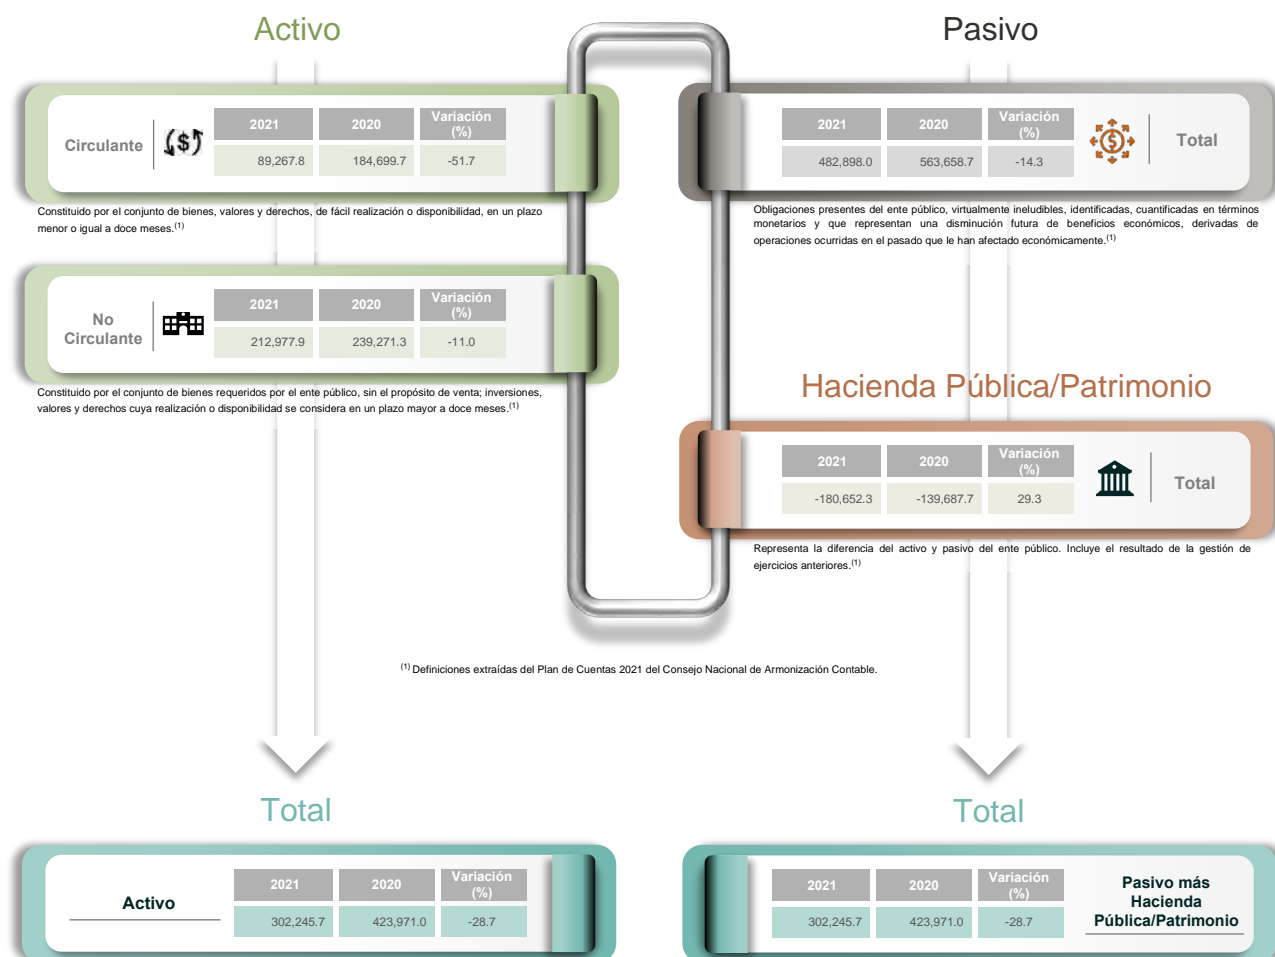 Activo
Circulante
2021 2020 Variación (%)
89,267.8 184,699.7 -51.7
Constituido por el conjunto de bienes, valores y derechos, de fácil realización o disponibilidad, en un plazo
menor o igual a doce meses.(1)
No
Circulante
2021 2020 Variación (%)
212,977.9 239,271.3 -11.0
Constituido por el conjunto de bienes requeridos por el ente público, sin el propósito de venta; inversiones,
valores y derechos cuya realización o disponibilidad se considera en un plazo mayor a doce meses.(1)
Pasivo
2021 2020 Variación (%)
482,898.0 563,658.7 -14.3
Total
Obligaciones presentes del ente público, virtualmente ineludibles, identificadas, cuantificadas en términos
monetarios y que representan una disminución futura de beneficios económicos, derivadas de
operaciones ocurridas en el pasado que le han afectado económicamente.(1)
Hacienda Pública/Patrimonio
2021 2020 Variación (%)
-180,652.3 -139,687.7 29.3
Total
Representa la diferencia del activo y pasivo del ente público. Incluye el resultado de la gestión de
ejercicios anteriores.(1)
(1) Definiciones extraídas del Plan de Cuentas 2021 del Consejo Nacional de Armonización Contable.
Total
Activo
2021 2020 Variación (%)
302,245.7 423,971.0 -28.7
Total
2021 2020 Variación (%)
302,245.7 423,971.0 -28.7
Pasivo más
Hacienda
Pública/Patrimonio